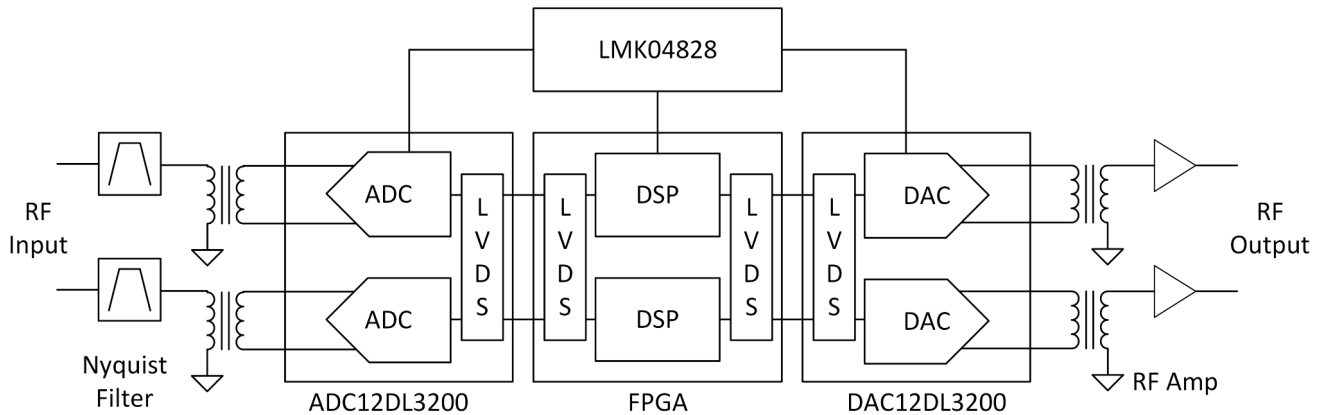 LMK04828
RF
Input
Nyquist
Filter
ADC
ADC
L
V
D
S
ADC12DL3200
L
V
D
S
DSP
DSP
L
V
D
S
FPGA
L
V
D
S
DAC
DAC
DAC12DL3200
RF
Output
RF Amp